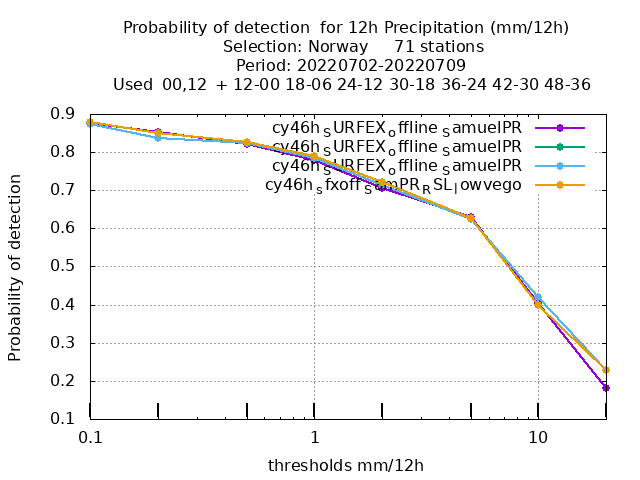 Probability of detection  for 12h Precipitation (mm/12h)
Selection: Norway     71 stations
Period: 20220702-20220709
Used  00,12  + 12-00 18-06 24-12 30-18 36-24 42-30 48-36
cy46hSURFEXofflineSamuelPR
cy46hSURFEXofflineSamuelPR
cy46hSURFEXofflineSamuelPR
cy46hsfxoffSamPRRSLlowvego
Probability of detection
0.9
0.8
0.7
0.6
0.5
0.4
0.3
0.2
0.1
0.1 1 10
thresholds mm/12h